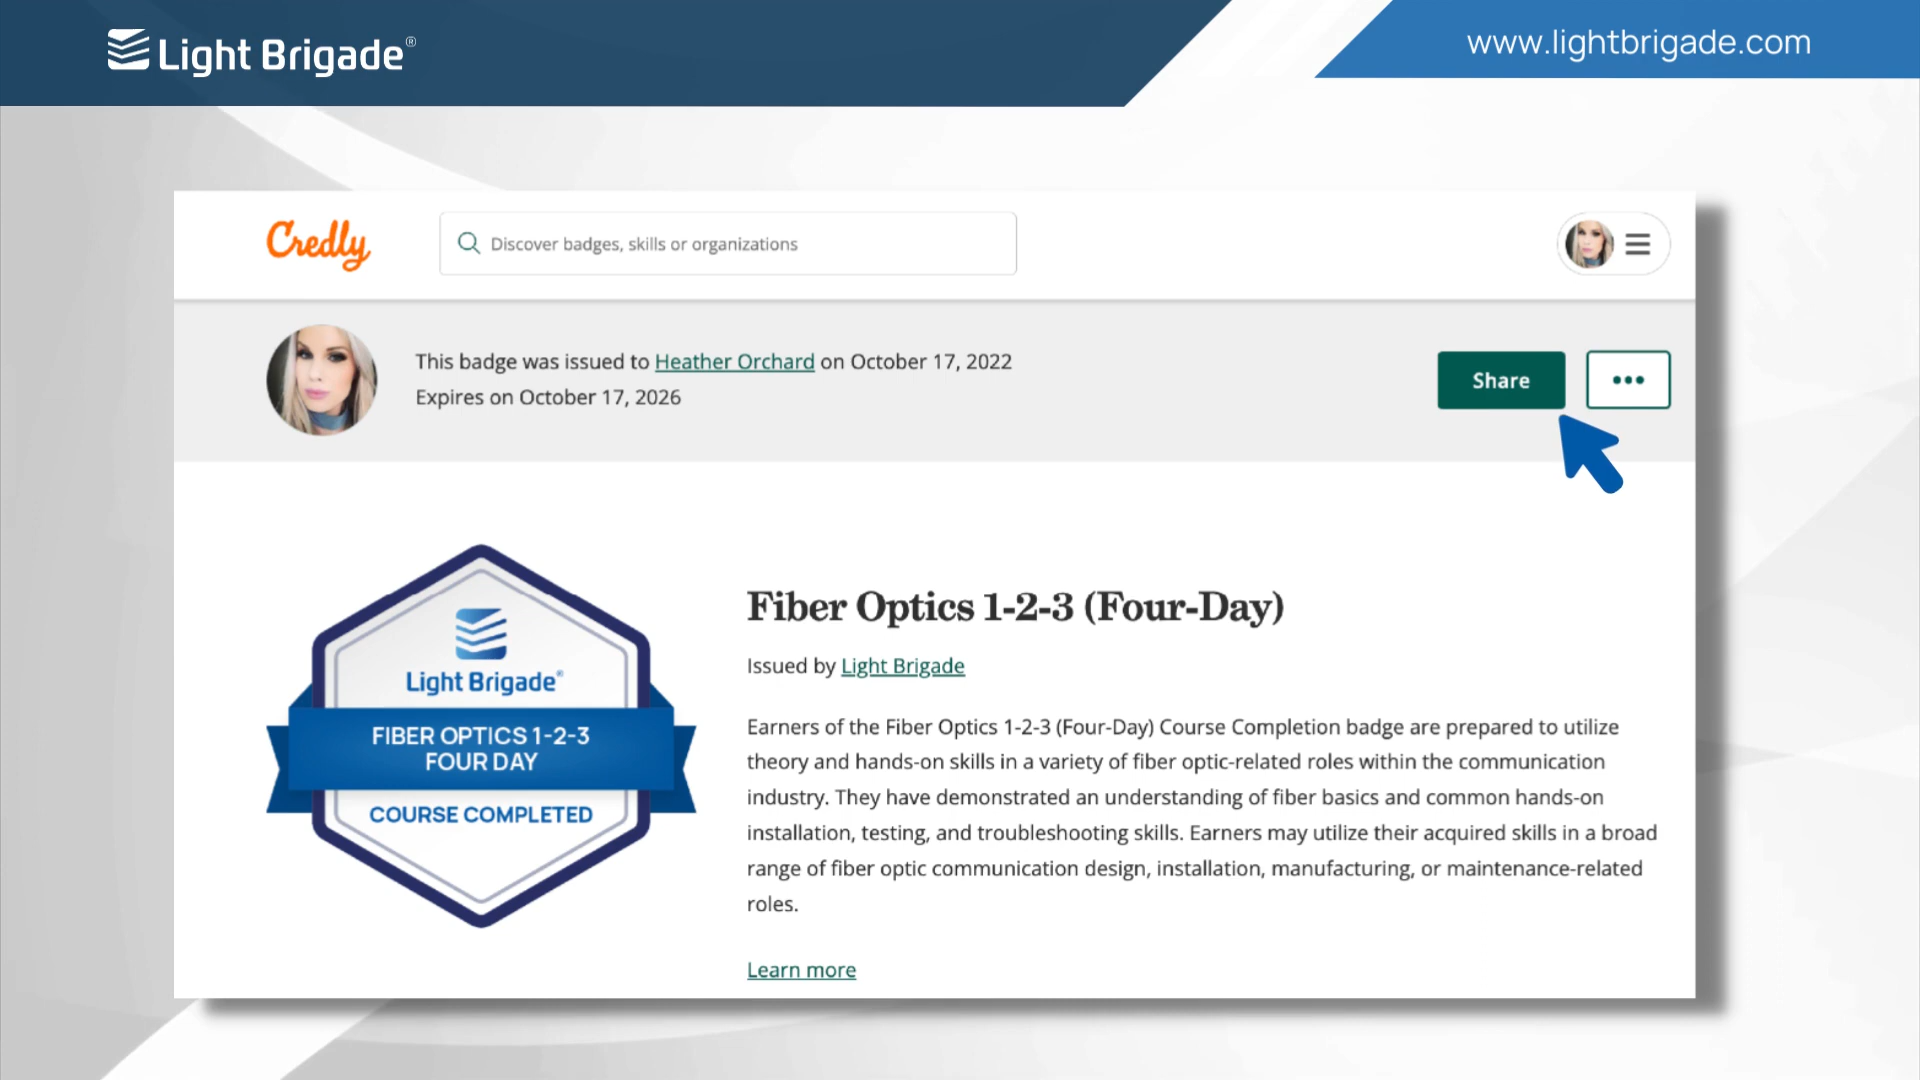 Light Brigade®
www.lightbrigade.com
Credly
Discover badges, skills or organizations
This badge was issued to Heather Orchard on October 17, 2022
Expires on October 17, 2026
Share
Light Brigade®
FIBER OPTICS 1-2-3
FOUR DAY
COURSE COMPLETED
Fiber Optics 1-2-3 (Four-Day)
Issued by Light Brigade
Earners of the Fiber Optics 1-2-3 (Four-Day) Course Completion badge are prepared to utilize
theory and hands-on skills in a variety of fiber optic-related roles within the communication
industry. They have demonstrated an understanding of fiber basics and common hands-on
installation, testing, and troubleshooting skills. Earners may utilize their acquired skills in a broad
range of fiber optic communication design, installation, manufacturing, or maintenance-related
roles.
Learn more